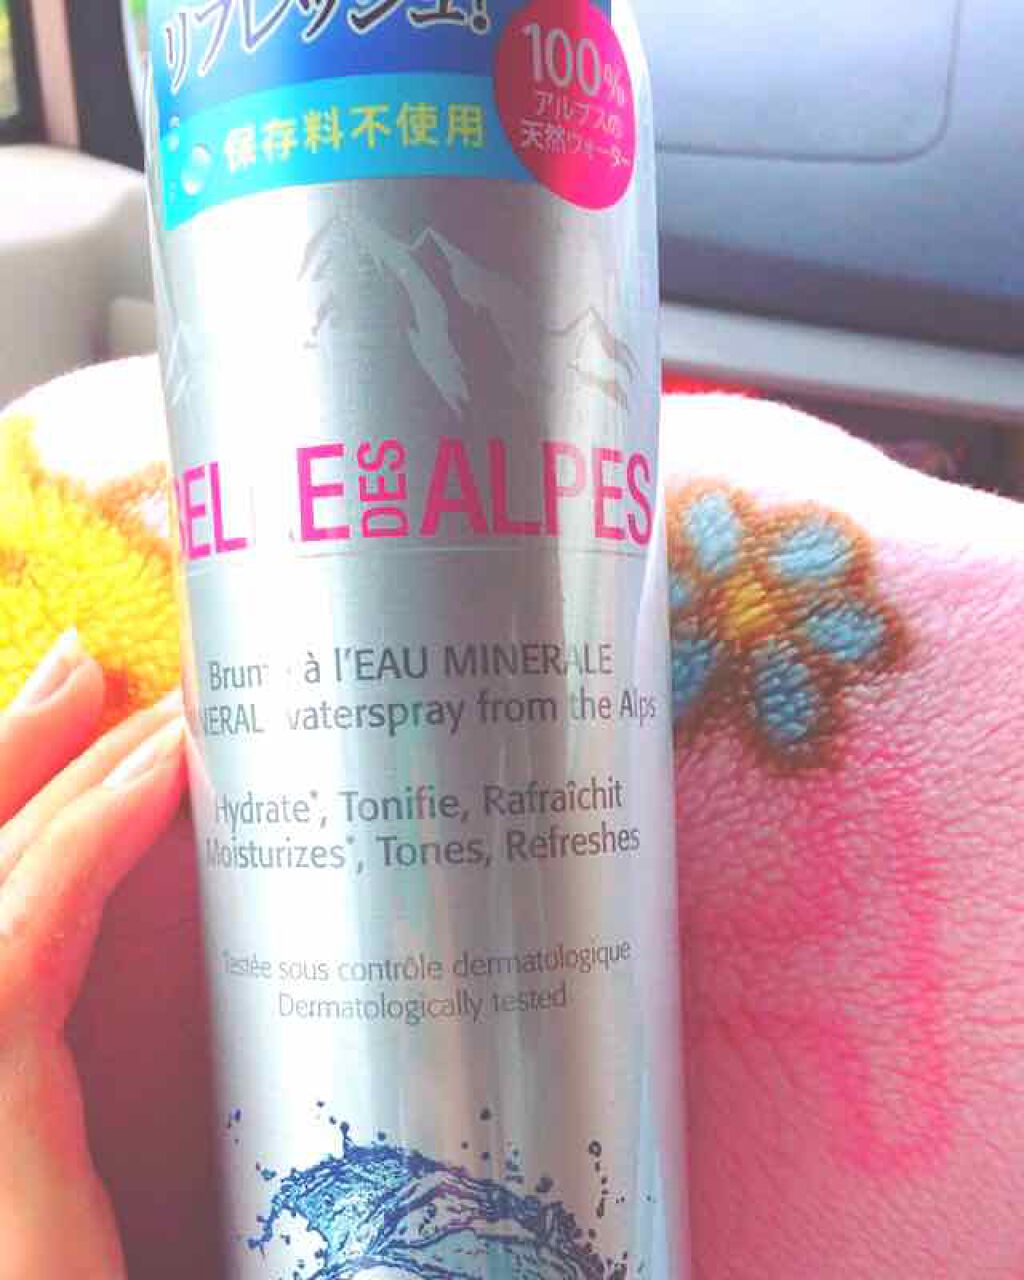 リフレッシュ!
保存料不使用
100%
アルプスの
天然ウォーター
BELLE DES ALPES
à l'EAU MINERALE
waterspray from the Alps
Hydrate*, Tonifie, Rafraîchit
Moisturizes*, Tones, Refreshes
Testée sous contrôle dermatologique
Dermatologically tested